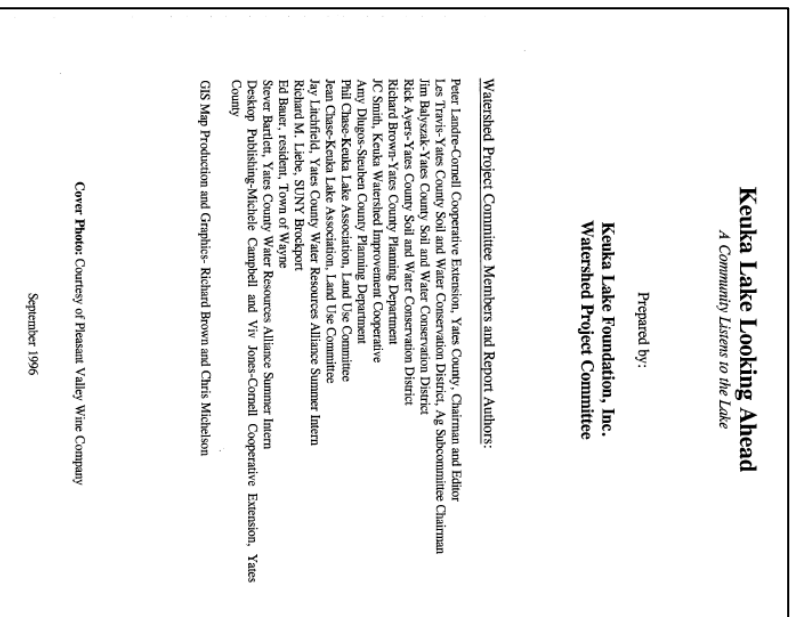 Keuka Lake Looking Ahead
A Community Listens to the Lake
Prepared by:
Keuka Lake Foundation, Inc.
Watershed Project Committee
Watershed Project Committee Members and Report Authors:
Peter Landre-Cornell Cooperative Extension, Yates County, Chairman and Editor
Les Travis-Yates County Soil and Water Conservation District, Ag Subcommittee Chairman
Jim Balyszak-Yates County Soil and Water Conservation District
Rick Ayers-Yates County Soil and Water Conservation District
Richard Brown-Yates County Planning Department
JC Smith, Keuka Watershed Improvement Cooperative
Amy Dlugos-Steuben County Planning Department
Phil Chase-Keuka Lake Association, Land Use Committee
Jean Chase-Keuka Lake Association, Land Use Committee
Jay Litchfield, Yates County Water Resources Alliance Summer Intern
Richard M. Liebe, SUNY Brockport
Ed Bauer, resident, Town of Wayne
Stever Bartlett, Yates County Water Resources Alliance Summer Intern
Desktop Publishing-Michele Campbell and Viv Jones-Cornell Cooperative Extension, Yates
County
GIS Map Production and Graphics- Richard Brown and Chris Michelson
Cover Photo: Courtesy of Pleasant Valley Wine Company
September 1996